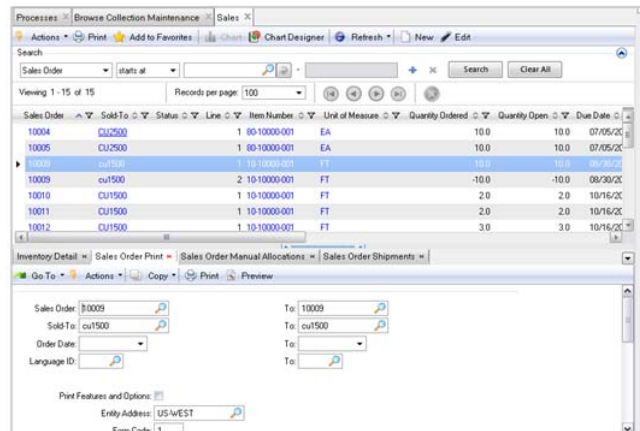 Processes Browse Collection Maintenance Sales
Actions Print Add to Favorites Chart Chart Designer Refresh New Edit
Search
Sales Order starts at - Search Clear All
Viewing 1 - 15 of 15 Records per page: 100
Sales Order Sold-To Status Line Item Number Unit of Measure Quantity Ordered Quantity Open Due Date
10004 CU2500 1 80-10000-001 EA 10.0 10.0 07/05/20
10005 CU2500 1 80-10000-001 EA 10.0 10.0 07/05/20
10009 cu1500 1 10-10000-001 FT 10.0 10.0 08/30/20
10009 cu1500 2 10-10000-001 FT -10.0 -10.0 08/30/20
10010 CU1500 1 10-10000-001 FT 2.0 2.0 10/16/20
10011 CU1500 1 10-10000-001 FT 2.0 2.0 10/16/20
10012 CU1500 1 10-10000-001 FT 3.0 3.0 10/16/20
Inventory Detail Sales Order Print Sales Order Manual Allocations Sales Order Shipments
Go To Actions Copy Print Preview
Sales Order: 10009 To: 10009
Sold-To: cu1500 To: cu1500
Order Date: To:
Language ID: To:
Print Features and Options:
Entity Address: US-WEST
Form Code: 1